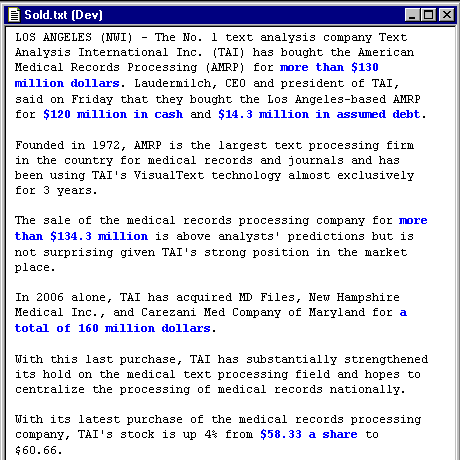 Sold.txt (Dev)
LOS ANGELES (NWI) - The No. 1 text analysis company Text
Analysis International Inc. (TAI) has bought the American
Medical Records Processing (AMRP) for more than $130
million dollars. Laudermilch, CEO and president of TAI,
said on Friday that they bought the Los Angeles-based AMRP
for $120 million in cash and $14.3 million in assumed debt.
Founded in 1972, AMRP is the largest text processing firm
in the country for medical records and journals and has
been using TAI's VisualText technology almost exclusively
for 3 years.
The sale of the medical records processing company for more
than $134.3 million is above analysts' predictions but is
not surprising given TAI's strong position in the market
place.
In 2006 alone, TAI has acquired MD Files, New Hampshire
Medical Inc., and Carezani Med Company of Maryland for a
total of 160 million dollars.
With this last purchase, TAI has substantially strengthened
its hold on the medical text processing field and hopes to
centralize the processing of medical records nationally.
With its latest purchase of the medical records processing
company, TAI's stock is up 4% from $58.33 a share to
$60.66.